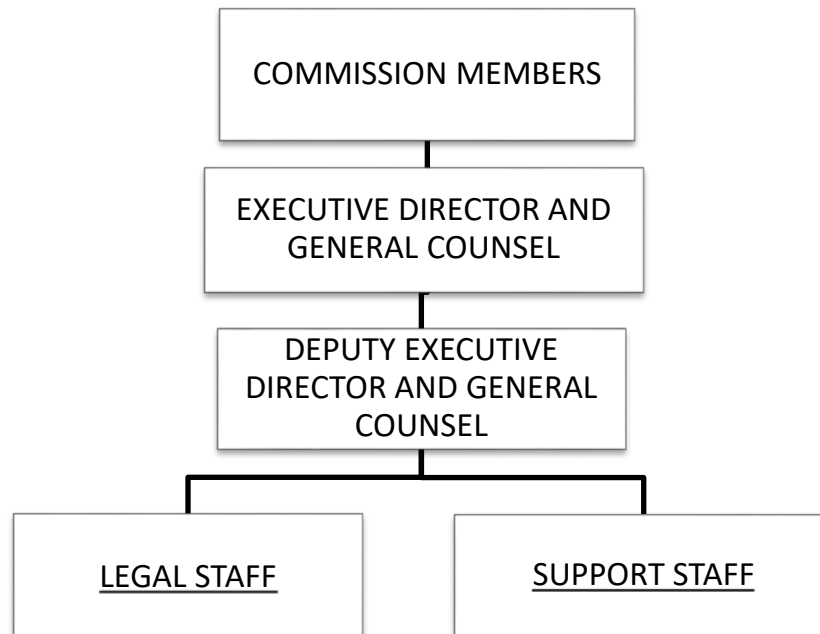 COMMISSION MEMBERS
EXECUTIVE DIRECTOR AND
GENERAL COUNSEL
DEPUTY EXECUTIVE
DIRECTOR AND GENERAL
COUNSEL
LEGAL STAFF
SUPPORT STAFF